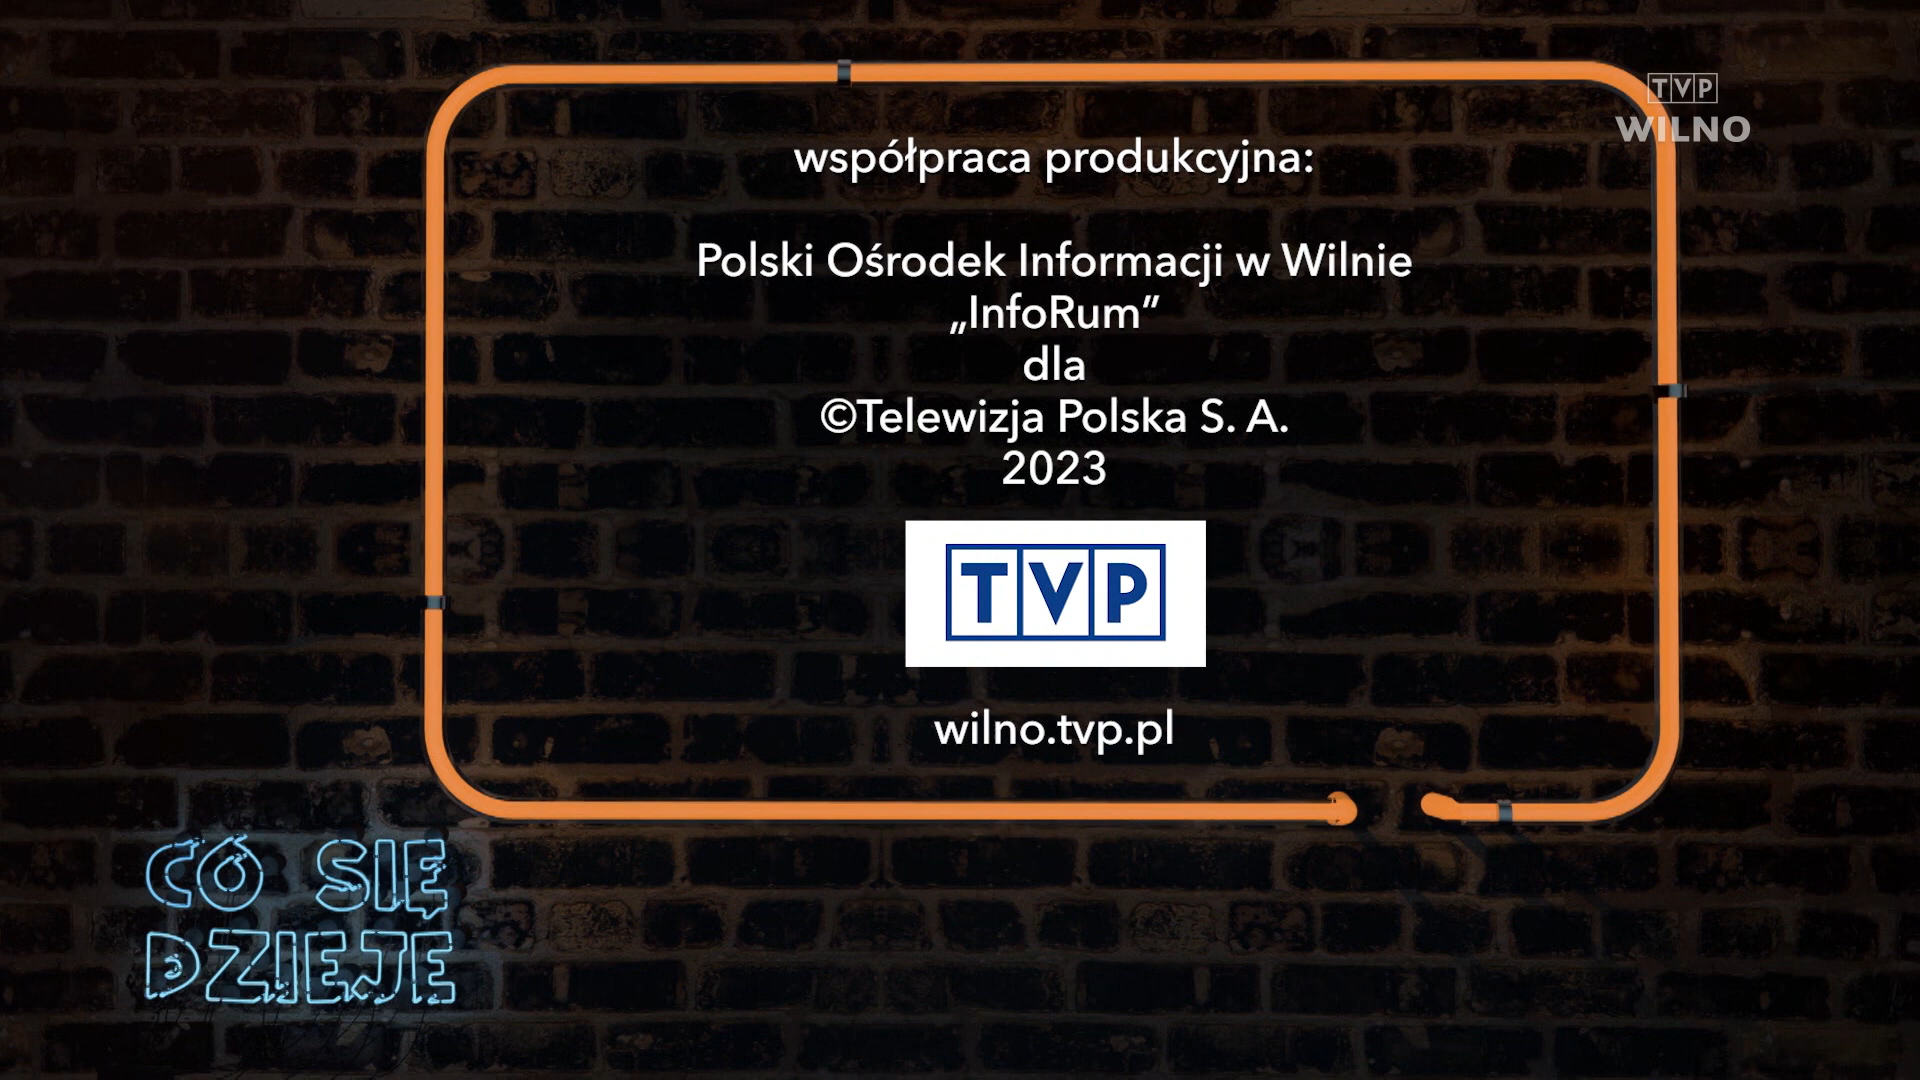 TVP
WILNO
współpraca produkcyjna:
Polski Ośrodek Informacji w Wilnie
„InfoRum”
dla
©Telewizja Polska S. A.
2023
TVP
wilno.tvp.pl
CO SIĘ
DZIEJE